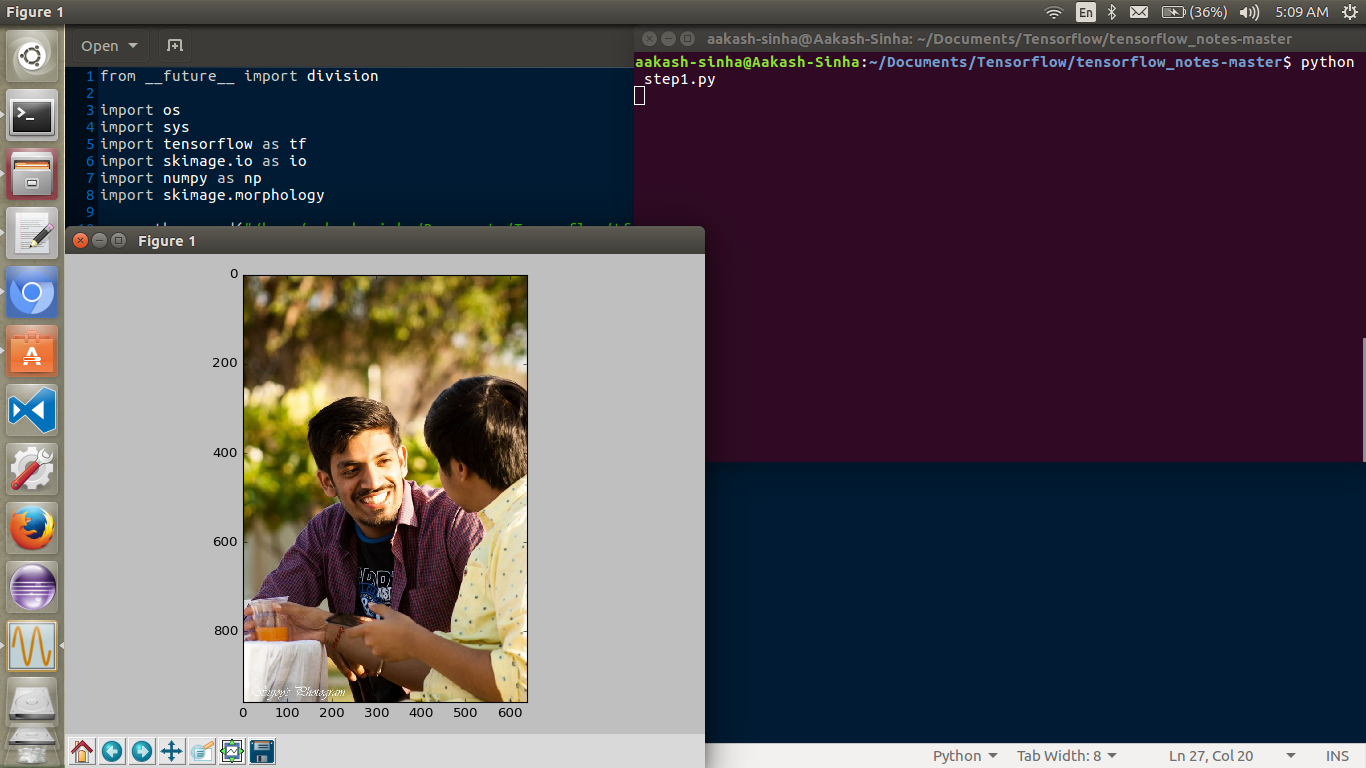 Figure 1
En
(36%)
5:09 AM
Open
1 from __future__ import division
2
3 import os
4 import sys
5 import tensorflow as tf
6 import skimage.io as io
7 import numpy as np
8 import skimage.morphology
9
aakash-sinha@Aakash-Sinha: ~/Documents/Tensorflow/tensorflow_notes-master
aakash-sinha@Aakash-Sinha:~/Documents/Tensorflow/tensorflow_notes-master$ python
step1.py
Figure 1
0
200
400
600
800
Photogram
0 100 200 300 400 500 600
Python
Tab Width: 8
Ln 27, Col 20
INS